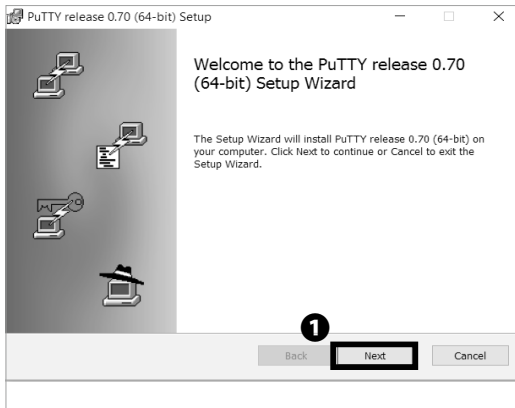 PuTTY release 0.70 (64-bit) Setup
Welcome to the PuTTY release 0.70
(64-bit) Setup Wizard
The Setup Wizard will install PuTTY release 0.70 (64-bit) on
your computer. Click Next to continue or Cancel to exit the
Setup Wizard.
1
Back Next Cancel